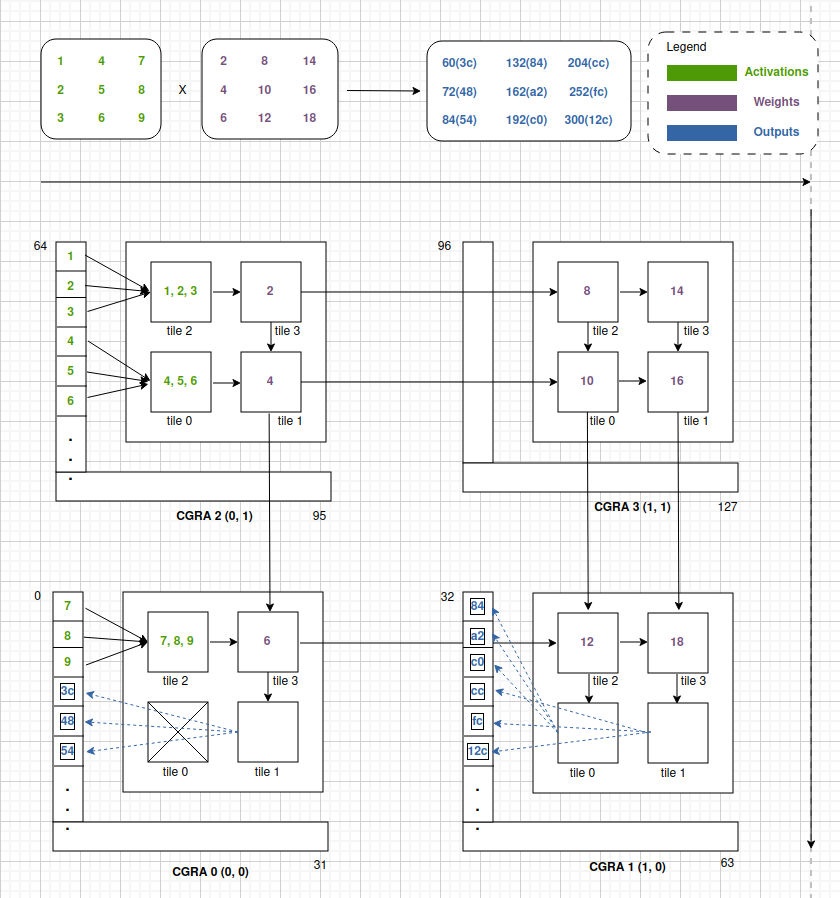 1 4 7
2 5 8
3 6 9
X
2 8 14
4 10 16
6 12 18
60(3c) 132(84) 204(cc)
72(48) 162(a2) 252(fc)
84(54) 192(c0) 300(12c)
Legend
Activations
Weights
Outputs
64
1
2
3
4
5
6
.
.
.
1, 2, 3
2
tile 2
tile 3
4, 5, 6
4
tile 0
tile 1
CGRA 2 (0, 1)
95
96
8
14
tile 2
tile 3
10
16
tile 0
tile 1
CGRA 3 (1, 1)
127
0
7
8
9
3c
48
54
.
.
.
7, 8, 9
6
tile 2
tile 3
tile 0
tile 1
CGRA 0 (0, 0)
31
32
84
a2
c0
cc
fc
12c
.
.
.
12
18
tile 2
tile 3
tile 0
tile 1
CGRA 1 (1, 0)
63